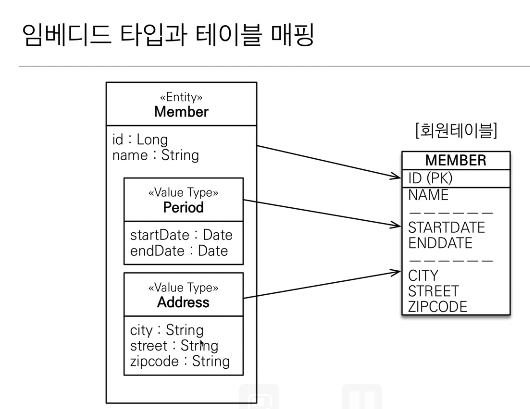 임베디드 타입과 테이블 매핑
«Entity»
Member
id : Long
name : String
«Value Type»
Period
startDate : Date
endDate : Date
«Value Type»
Address
city : String
street : String
zipcode : String
[회원테이블]
MEMBER
ID (PK)
NAME
STARTDATE
ENDDATE
CITY
STREET
ZIPCODE